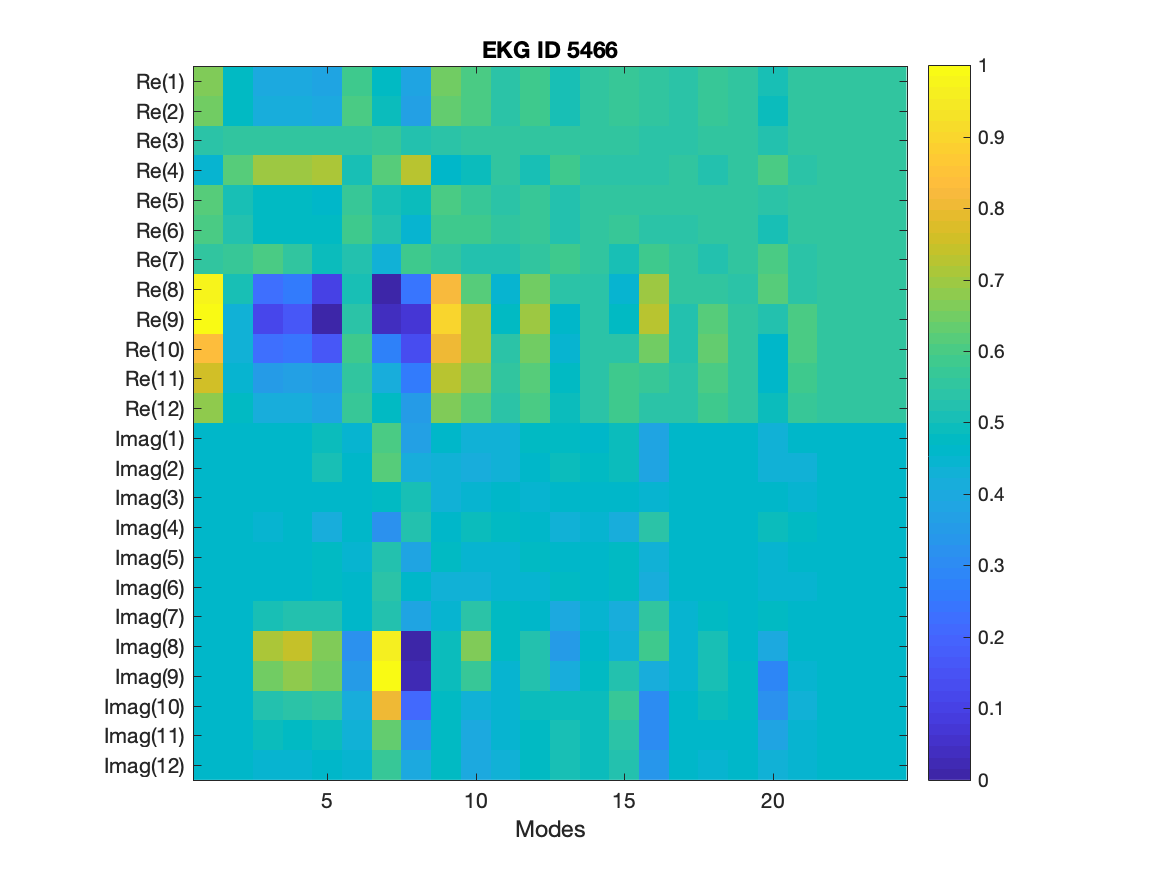 EKG ID 5466
Re(1)
Re(2)
Re(3)
Re(4)
Re(5)
Re(6)
Re(7)
Re(8)
Re(9)
Re(10)
Re(11)
Re(12)
Imag(1)
Imag(2)
Imag(3)
Imag(4)
Imag(5)
Imag(6)
Imag(7)
Imag(8)
Imag(9)
Imag(10)
Imag(11)
Imag(12)
5 10 15 20
Modes
1
0.9
0.8
0.7
0.6
0.5
0.4
0.3
0.2
0.1
0